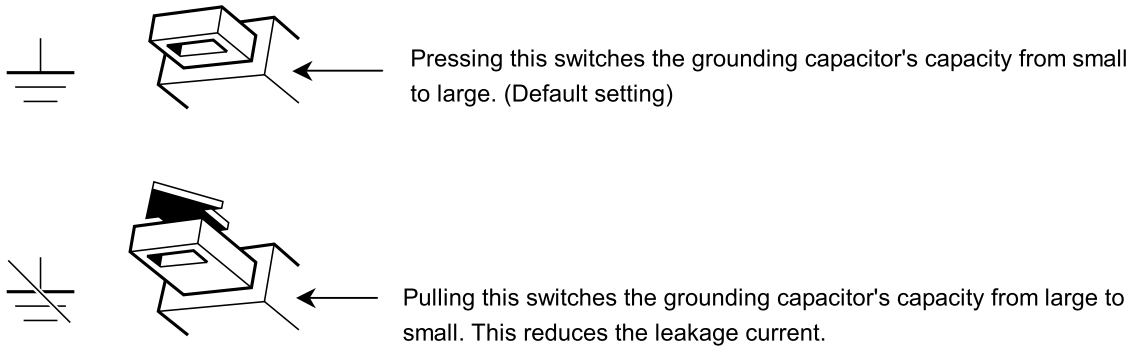 Pressing this switches the grounding capacitor's capacity from small
to large. (Default setting)
Pulling this switches the grounding capacitor's capacity from large to
small. This reduces the leakage current.